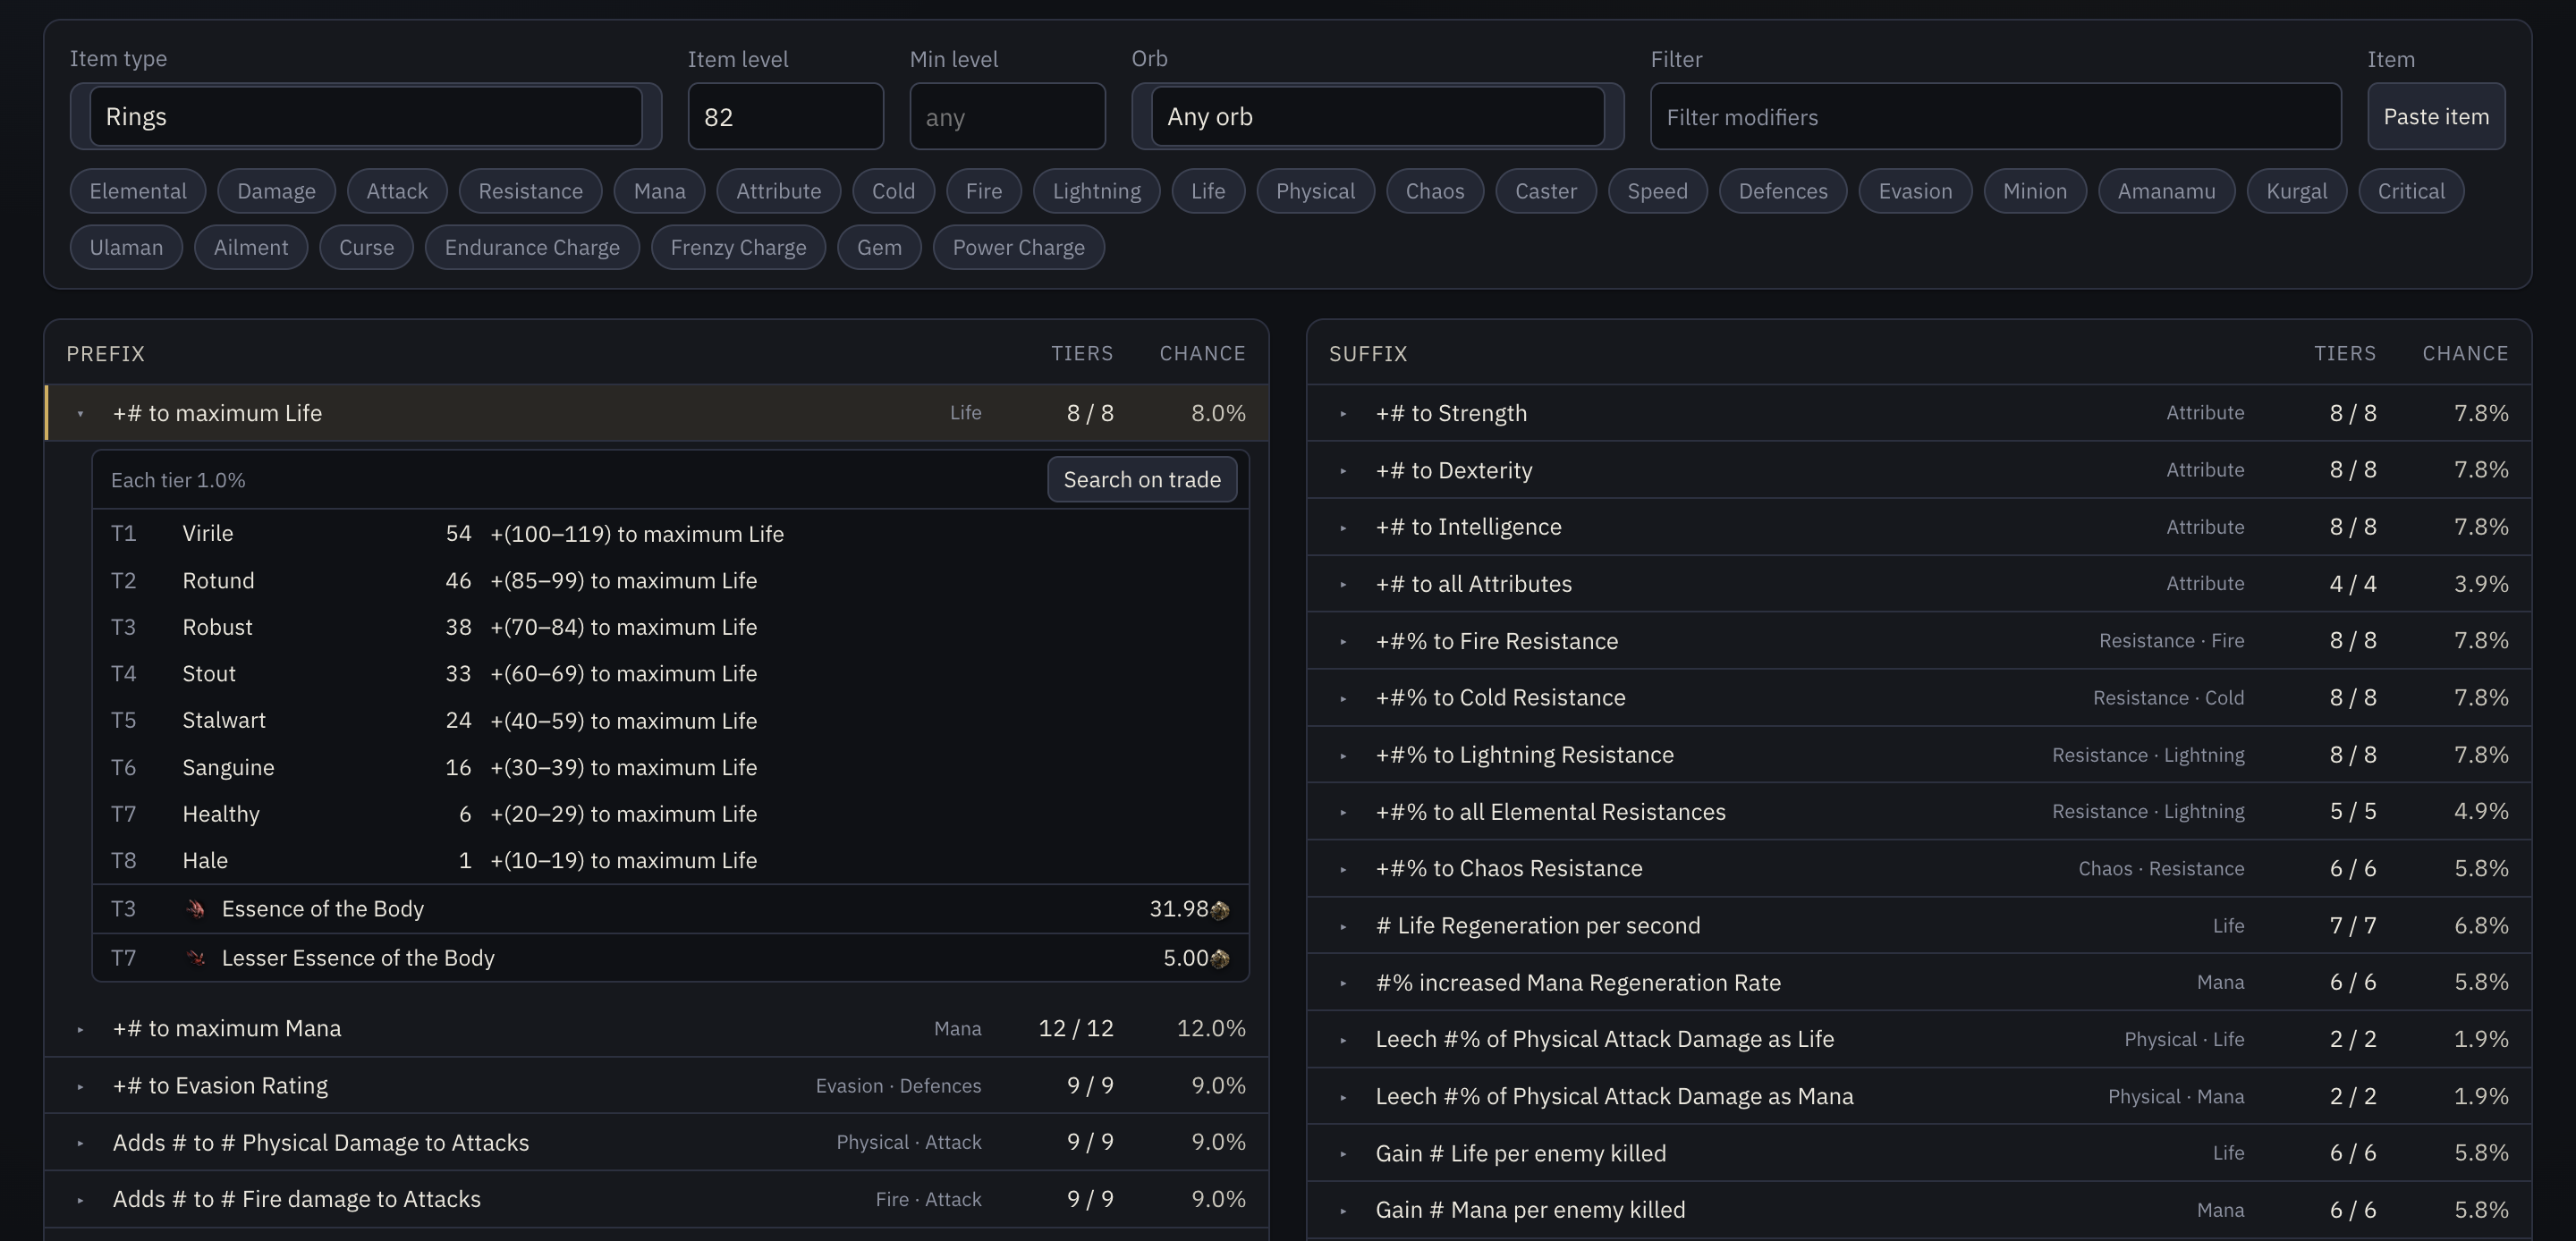 Item type Item level Min level Orb Filter Item
Rings 82 any Any orb Filter modifiers Paste item
Elemental Damage Attack Resistance Mana Attribute Cold Fire Lightning Life Physical Chaos Caster Speed Defences Evasion Minion Amanamu Kurgal Critical
Ulaman Ailment Curse Endurance Charge Frenzy Charge Gem Power Charge
PREFIX TIERS CHANCE
+# to maximum Life Life 8 / 8 8.0%
Each tier 1.0% Search on trade
T1 Virile 54 +(100–119) to maximum Life
T2 Rotund 46 +(85–99) to maximum Life
T3 Robust 38 +(70–84) to maximum Life
T4 Stout 33 +(60–69) to maximum Life
T5 Stalwart 24 +(40–59) to maximum Life
T6 Sanguine 16 +(30–39) to maximum Life
T7 Healthy 6 +(20–29) to maximum Life
T8 Hale 1 +(10–19) to maximum Life
T3 Essence of the Body 31.98
T7 Lesser Essence of the Body 5.00
+# to maximum Mana Mana 12 / 12 12.0%
+# to Evasion Rating Evasion · Defences 9 / 9 9.0%
Adds # to # Physical Damage to Attacks Physical · Attack 9 / 9 9.0%
Adds # to # Fire damage to Attacks Fire · Attack 9 / 9 9.0%
SUFFIX TIERS CHANCE
+# to Strength Attribute 8 / 8 7.8%
+# to Dexterity Attribute 8 / 8 7.8%
+# to Intelligence Attribute 8 / 8 7.8%
+# to all Attributes Attribute 4 / 4 3.9%
+#% to Fire Resistance Resistance · Fire 8 / 8 7.8%
+#% to Cold Resistance Resistance · Cold 8 / 8 7.8%
+#% to Lightning Resistance Resistance · Lightning 8 / 8 7.8%
+#% to all Elemental Resistances Resistance · Lightning 5 / 5 4.9%
+#% to Chaos Resistance Chaos · Resistance 6 / 6 5.8%
# Life Regeneration per second Life 7 / 7 6.8%
#% increased Mana Regeneration Rate Mana 6 / 6 5.8%
Leech #% of Physical Attack Damage as Life Physical · Life 2 / 2 1.9%
Leech #% of Physical Attack Damage as Mana Physical · Mana 2 / 2 1.9%
Gain # Life per enemy killed Life 6 / 6 5.8%
Gain # Mana per enemy killed Mana 6 / 6 5.8%